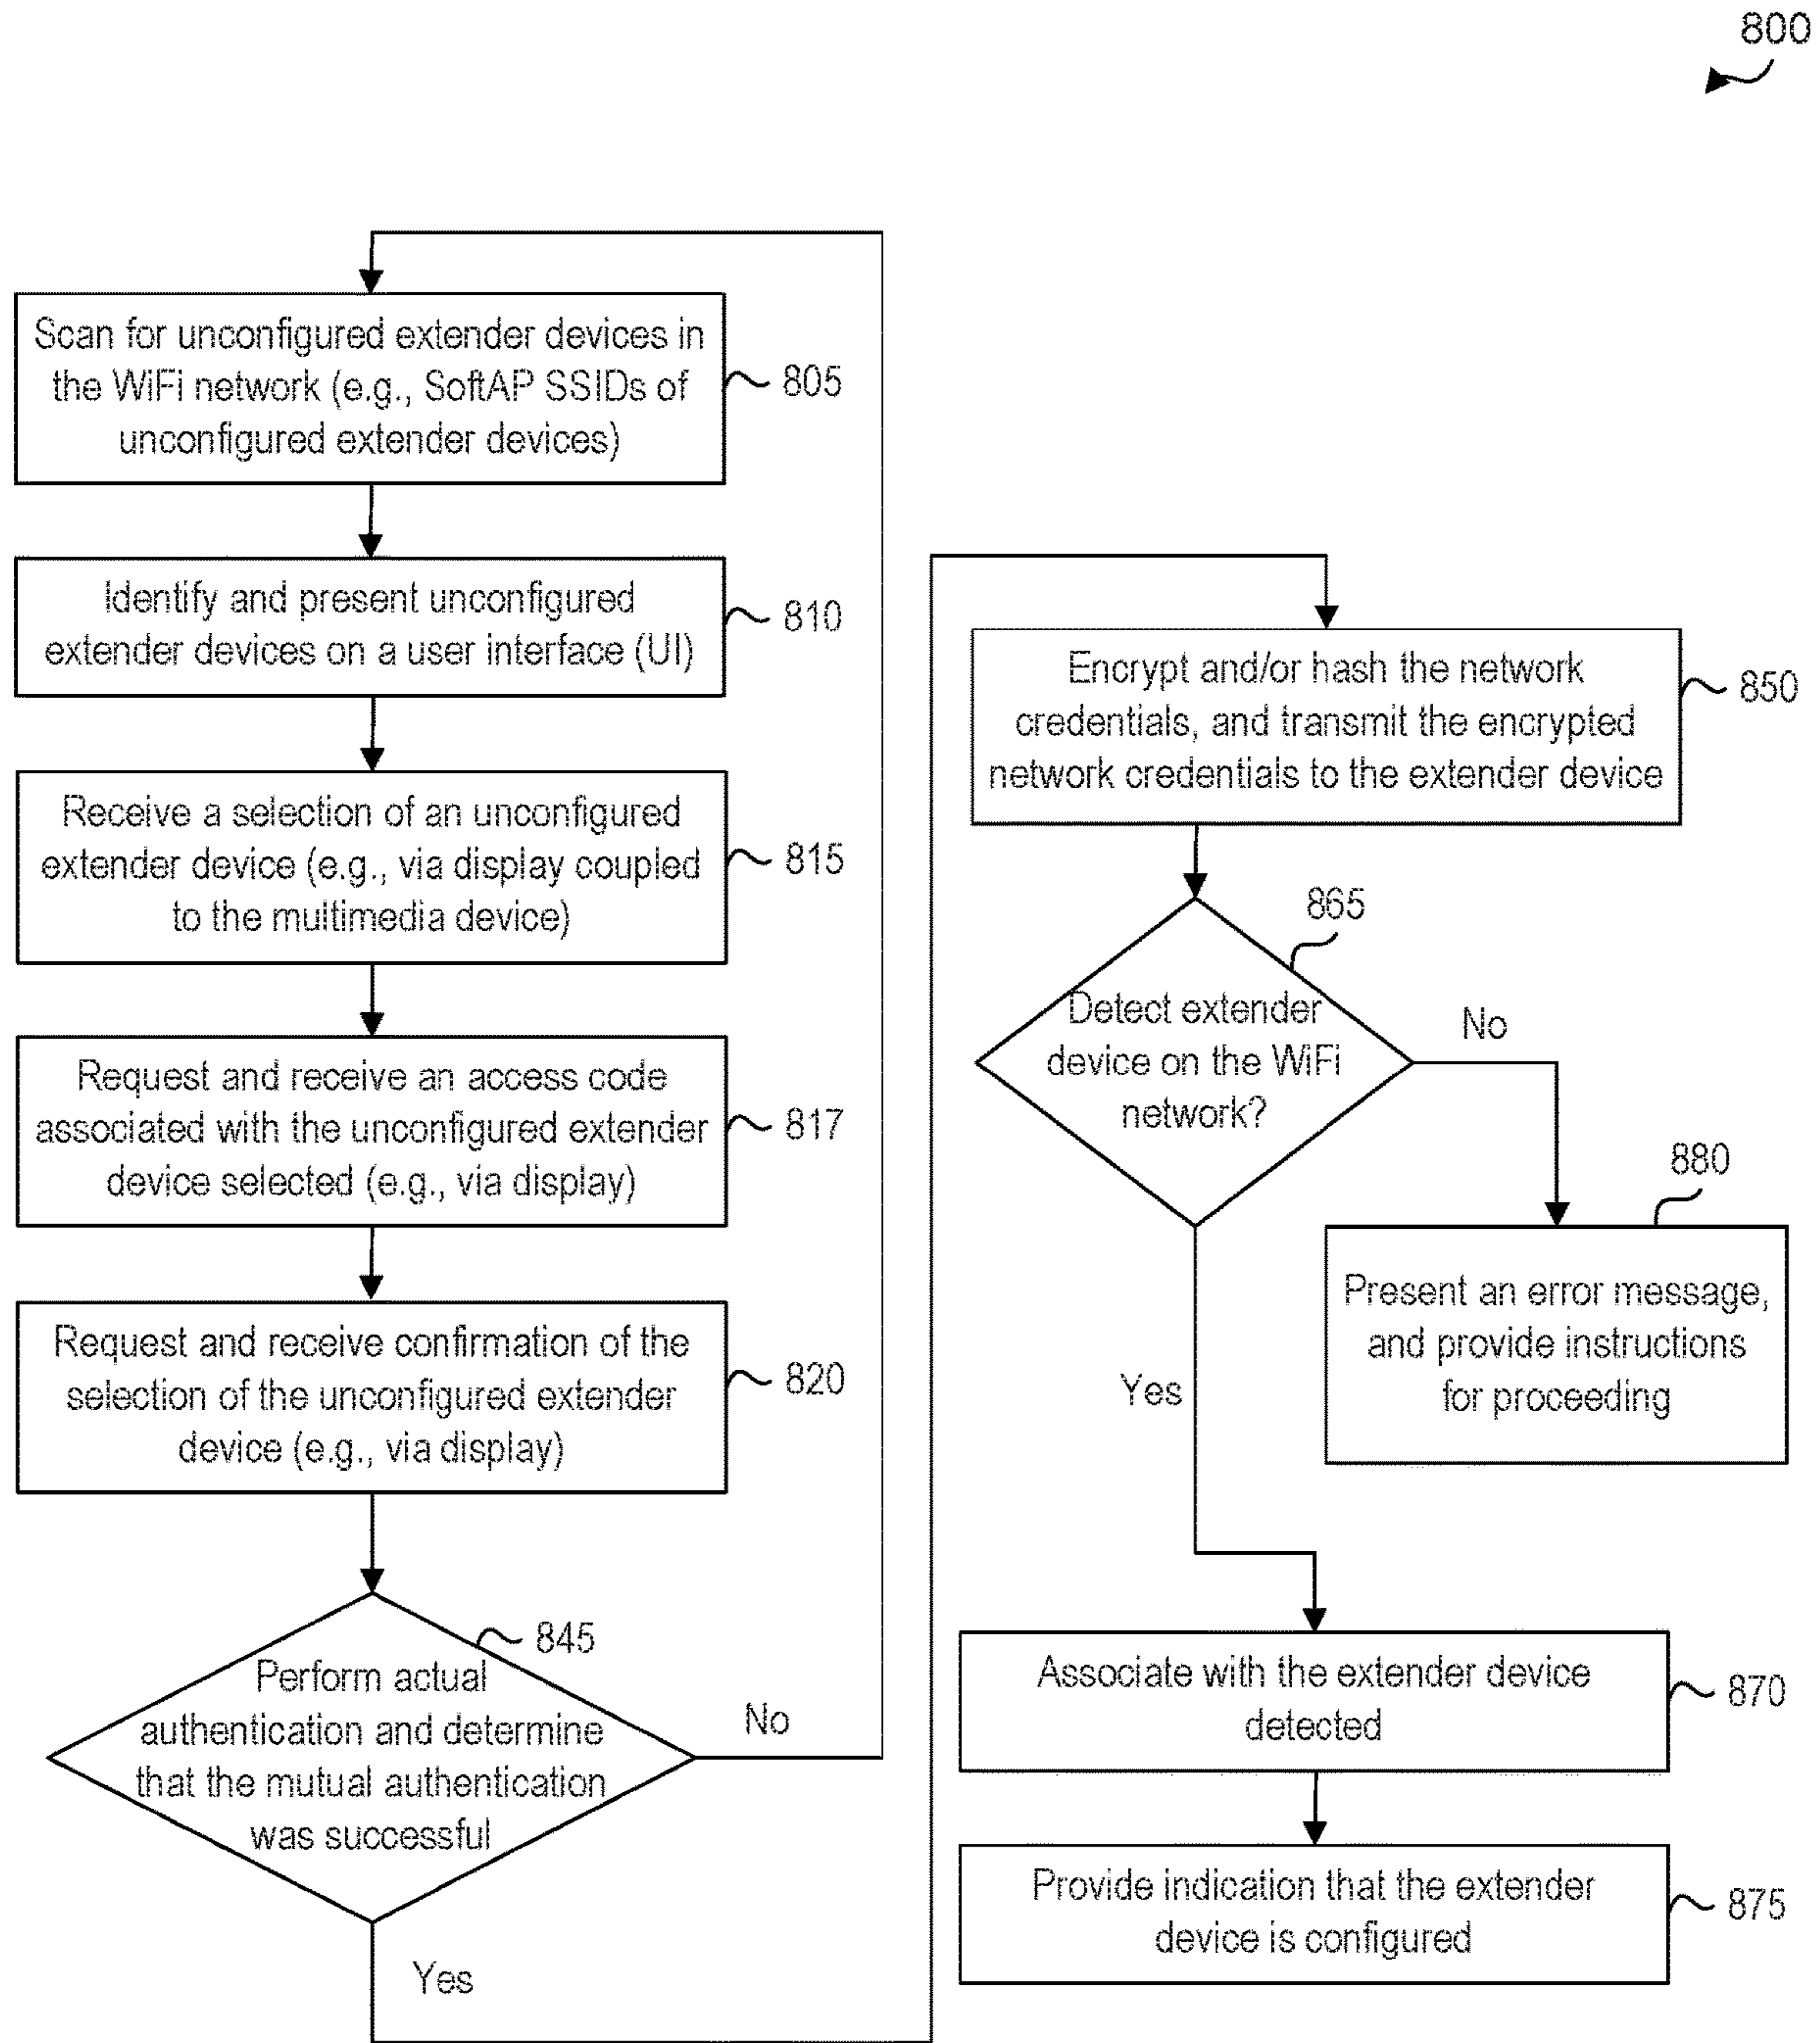 800
Scan for unconfigured extender devices in
the WiFi network (e.g., SoftAP SSIDs of
unconfigured extender devices)
805
Identify and present unconfigured
extender devices on a user interface (UI)
810
Receive a selection of an unconfigured
extender device (e.g., via display coupled
to the multimedia device)
815
Request and receive an access code
associated with the unconfigured extender
device selected (e.g., via display)
817
Request and receive confirmation of the
selection of the unconfigured extender
device (e.g., via display)
820
845
Perform actual
authentication and determine
that the mutual authentication
was successful
No
Yes
Encrypt and/or hash the network
credentials, and transmit the encrypted
network credentials to the extender device
850
865
Detect extender
device on the WiFi
network?
No
880
Present an error message,
and provide instructions
for proceeding
Yes
Associate with the extender device
detected
870
Provide indication that the extender
device is configured
875